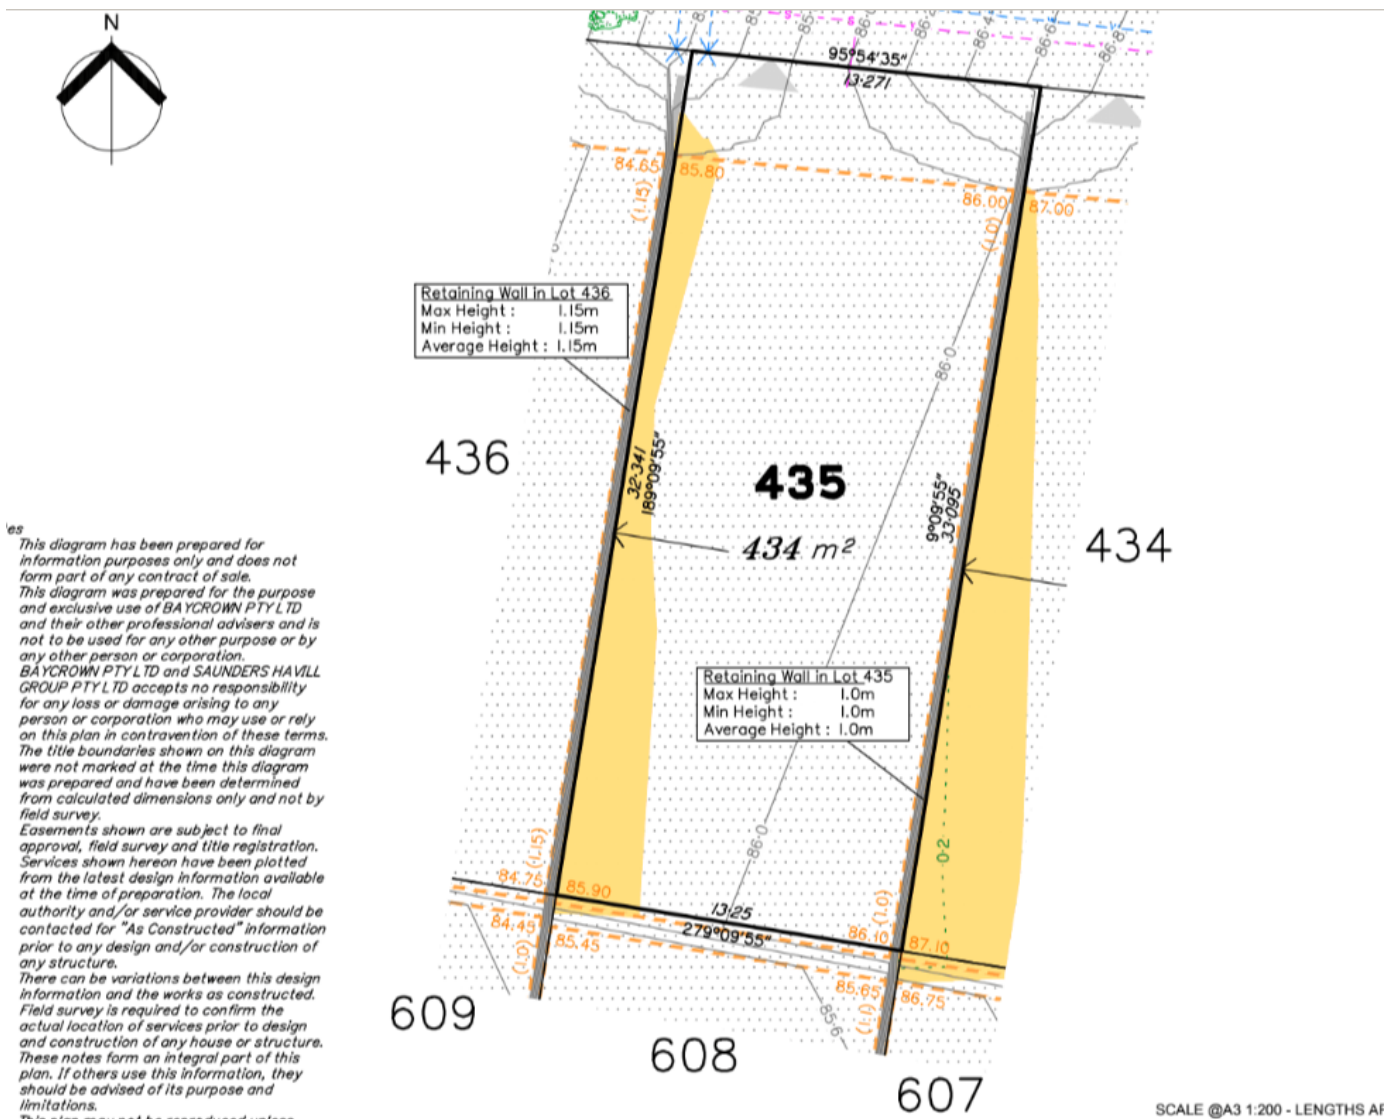 N
95°54'35"
13·271
S
S
86.0
86.4
86.6
86.8
84.65
85.80
(1.15)
86.00
87.00
(1.0)
Retaining Wall in Lot 436
Max Height : 1.15m
Min Height : 1.15m
Average Height : 1.15m
86·0
436
32·341
189°09'55"
435
434 m²
9°09'55"
33·095
434
es
This diagram has been prepared for
information purposes only and does not
form part of any contract of sale.
This diagram was prepared for the purpose
and exclusive use of BAYCROWN PTY LTD
and their other professional advisers and is
not to be used for any other purpose or by
any other person or corporation.
BAYCROWN PTY LTD and SAUNDERS HAVILL
GROUP PTY LTD accepts no responsibility
for any loss or damage arising to any
person or corporation who may use or rely
on this plan in contravention of these terms.
The title boundaries shown on this diagram
were not marked at the time this diagram
was prepared and have been determined
from calculated dimensions only and not by
field survey.
Easements shown are subject to final
approval, field survey and title registration.
Services shown hereon have been plotted
from the latest design information available
at the time of preparation. The local
authority and/or service provider should be
contacted for "As Constructed" information
prior to any design and/or construction of
any structure.
There can be variations between this design
information and the works as constructed.
Field survey is required to confirm the
actual location of services prior to design
and construction of any house or structure.
These notes form an integral part of this
plan. If others use this information, they
should be advised of its purpose and
limitations.
Retaining Wall in Lot 435
Max Height : 1.0m
Min Height : 1.0m
Average Height : 1.0m
86·0
0·2
(1.15)
84.75
85.90
13·25
279°09'55"
(1.0)
86.10
87.10
84.45
85.45
(1.0)
85.65
86.75
(1.1)
85·6
609
608
607
SCALE @A3 1:200 - LENGTHS AR